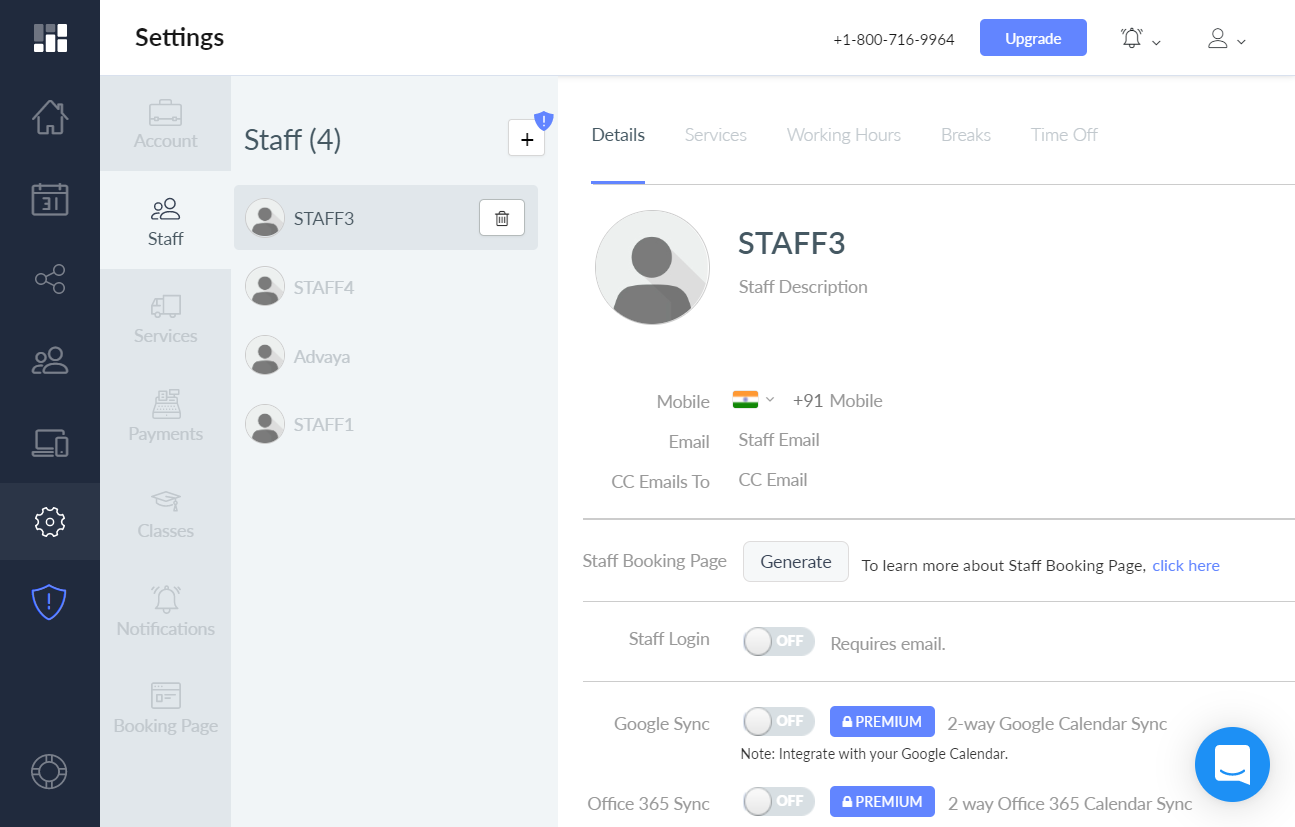 Settings
+1-800-716-9964
Upgrade
31
Account
Staff
Services
Payments
Classes
Notifications
Booking Page
Staff (4)
+
STAFF3
STAFF4
Advaya
STAFF1
Details Services Working Hours Breaks Time Off
STAFF3
Staff Description
Mobile +91 Mobile
Email Staff Email
CC Emails To CC Email
Staff Booking Page Generate To learn more about Staff Booking Page, click here
Staff Login OFF Requires email.
Google Sync OFF PREMIUM 2-way Google Calendar Sync
Note: Integrate with your Google Calendar.
Office 365 Sync OFF PREMIUM 2 way Office 365 Calendar Sync